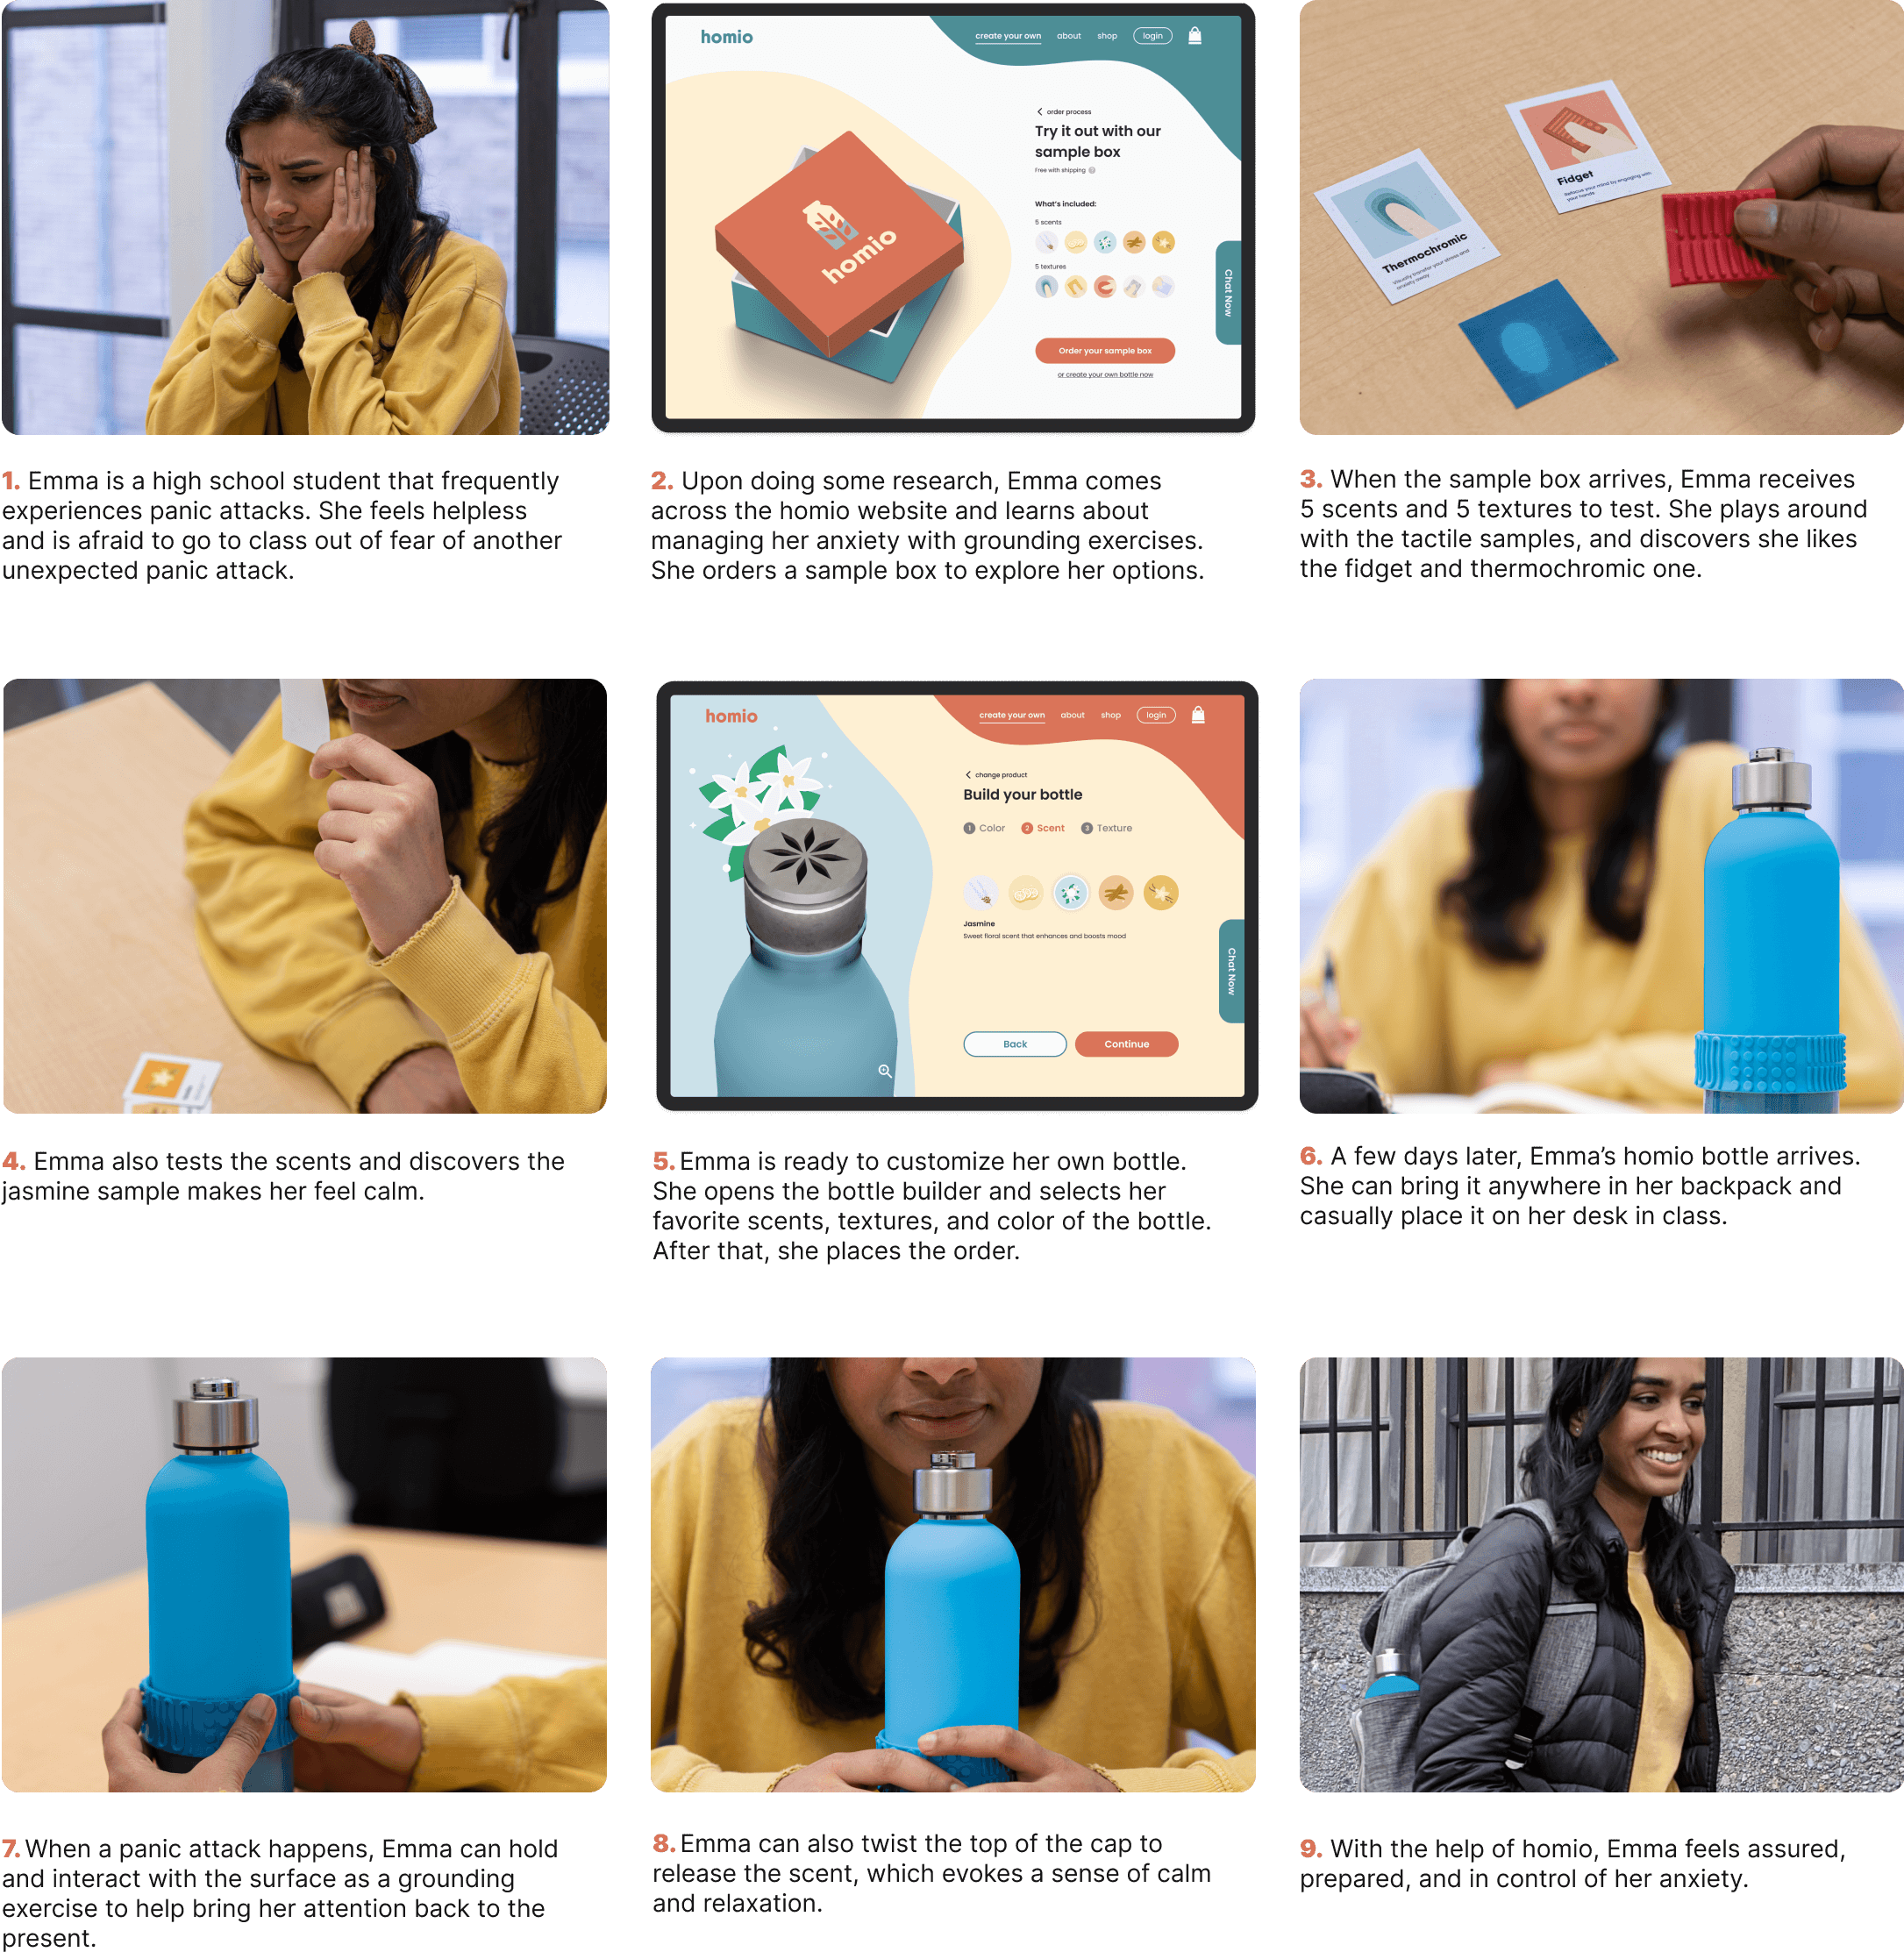 homio
create your own
about
shop
login
order process
Try it out with our
sample box
Free with shipping
What's included:
5 scents
5 textures
Chat Now
Order your sample box
or create your own bottle now
homio
Fidget
Refocus your mind by engaging with
your hands
Thermochromic
Visually transfer your stress and
anxiety away
1. Emma is a high school student that frequently
experiences panic attacks. She feels helpless
and is afraid to go to class out of fear of another
unexpected panic attack.
2. Upon doing some research, Emma comes
across the homio website and learns about
managing her anxiety with grounding exercises.
She orders a sample box to explore her options.
3. When the sample box arrives, Emma receives
5 scents and 5 textures to test. She plays around
with the tactile samples, and discovers she likes
the fidget and thermochromic one.
homio
create your own
about
shop
login
change product
Build your bottle
1 Color
2 Scent
3 Texture
Jasmine
Sweet floral scent that enhances and boosts mood
Chat Now
Back
Continue
4. Emma also tests the scents and discovers the
jasmine sample makes her feel calm.
5. Emma is ready to customize her own bottle.
She opens the bottle builder and selects her
favorite scents, textures, and color of the bottle.
After that, she places the order.
6. A few days later, Emma’s homio bottle arrives.
She can bring it anywhere in her backpack and
casually place it on her desk in class.
7. When a panic attack happens, Emma can hold
and interact with the surface as a grounding
exercise to help bring her attention back to the
present.
8. Emma can also twist the top of the cap to
release the scent, which evokes a sense of calm
and relaxation.
9. With the help of homio, Emma feels assured,
prepared, and in control of her anxiety.